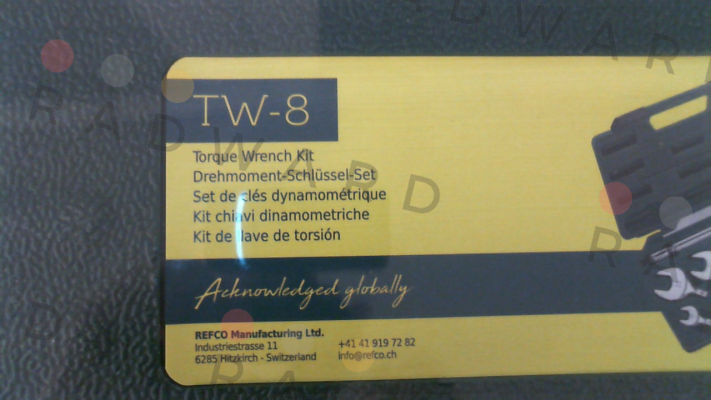 TW-8
Torque Wrench Kit
Drehmoment-Schlüssel-Set
Set de clés dynamométrique
Kit chiavi dinamometriche
Kit de llave de torsión
Acknowledged globally
REFCO Manufacturing Ltd.
Industriestrasse 11
6285 Hitzkirch - Switzerland
+41 41 919 72 82
info@refco.ch
RADWARD
RADWARD